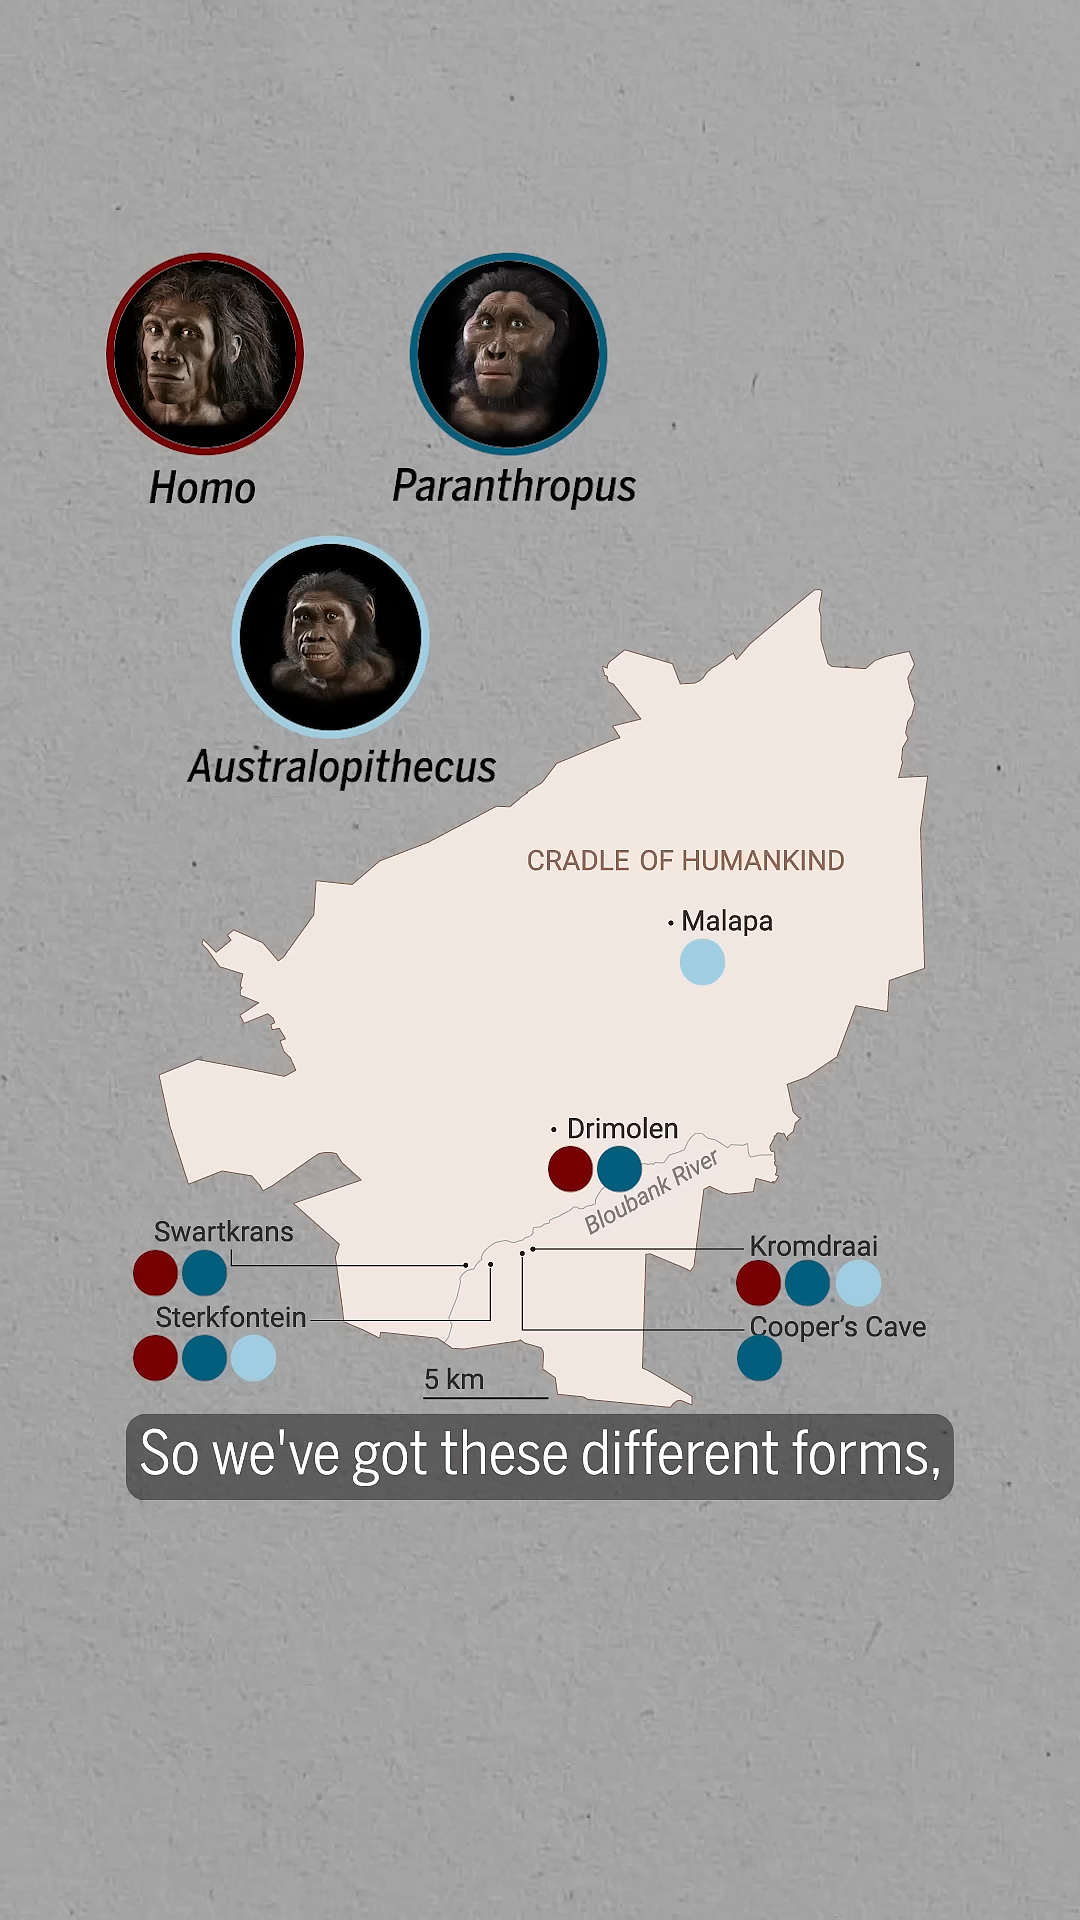 Homo
Paranthropus
Australopithecus
CRADLE OF HUMANKIND
Malapa
Drimolen
Bloubank River
Swartkrans
Kromdraai
Sterkfontein
Cooper’s Cave
5 km
So we've got these different forms,